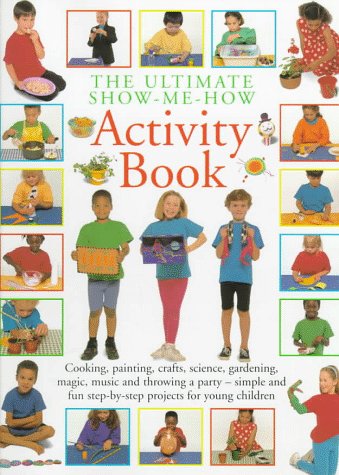 THE ULTIMATE
SHOW-ME-HOW
Activity
Book
Cooking, painting, crafts, science, gardening,
magic, music and throwing a party – simple and
fun step-by-step projects for young children